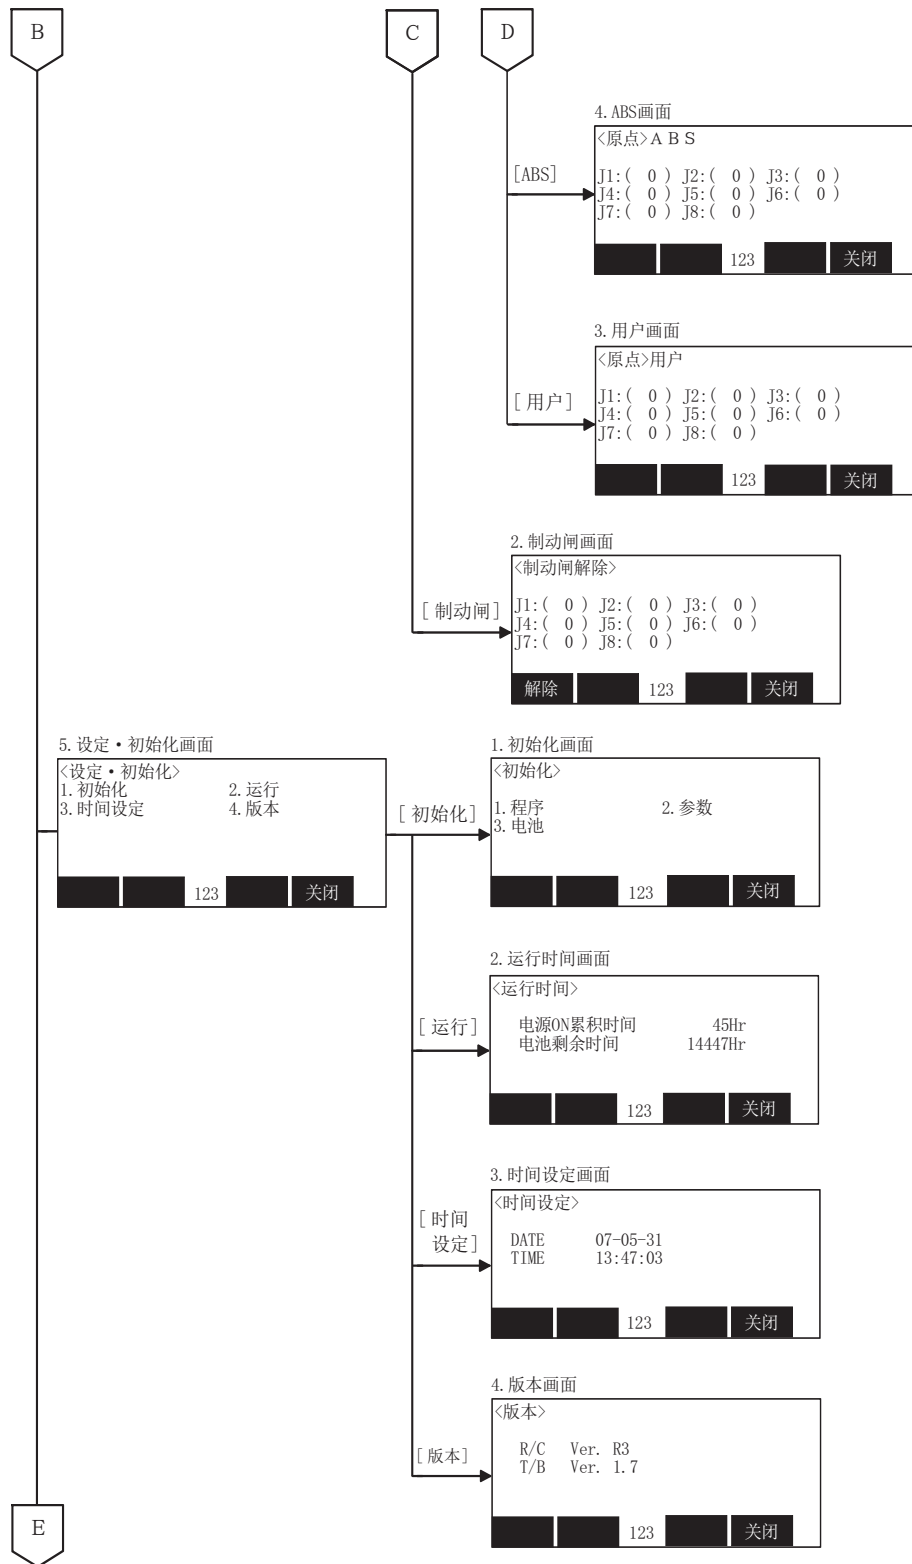 B
C
D
4.ABS画面
<原点>ＡＢＳ
[ABS]
J1:(  0 ) J2:(  0 ) J3:(  0 )
J4:(  0 ) J5:(  0 ) J6:(  0 )
J7:(  0 ) J8:(  0 )
123 关闭
3.用户画面
<原点>用户
[用户]
J1:(  0 ) J2:(  0 ) J3:(  0 )
J4:(  0 ) J5:(  0 ) J6:(  0 )
J7:(  0 ) J8:(  0 )
123 关闭
2.制动闸画面
<制动闸解除>
[制动闸]
J1:(  0 ) J2:(  0 ) J3:(  0 )
J4:(  0 ) J5:(  0 ) J6:(  0 )
J7:(  0 ) J8:(  0 )
解除 123 关闭
5.设定・初始化画面
<设定・初始化>
1.初始化 2.运行
3.时间设定 4.版本
123 关闭
1.初始化画面
[初始化]
<初始化>
1.程序 2.参数
3.电池
123 关闭
2.运行时间画面
<运行时间>
[运行]
电源ON累积时间 45Hr
电池剩余时间 14447Hr
123 关闭
3.时间设定画面
<时间设定>
[时间
设定]
DATE 07-05-31
TIME 13:47:03
123 关闭
4.版本画面
<版本>
[版本]
R/C Ver. R3
T/B Ver. 1.7
123 关闭
E